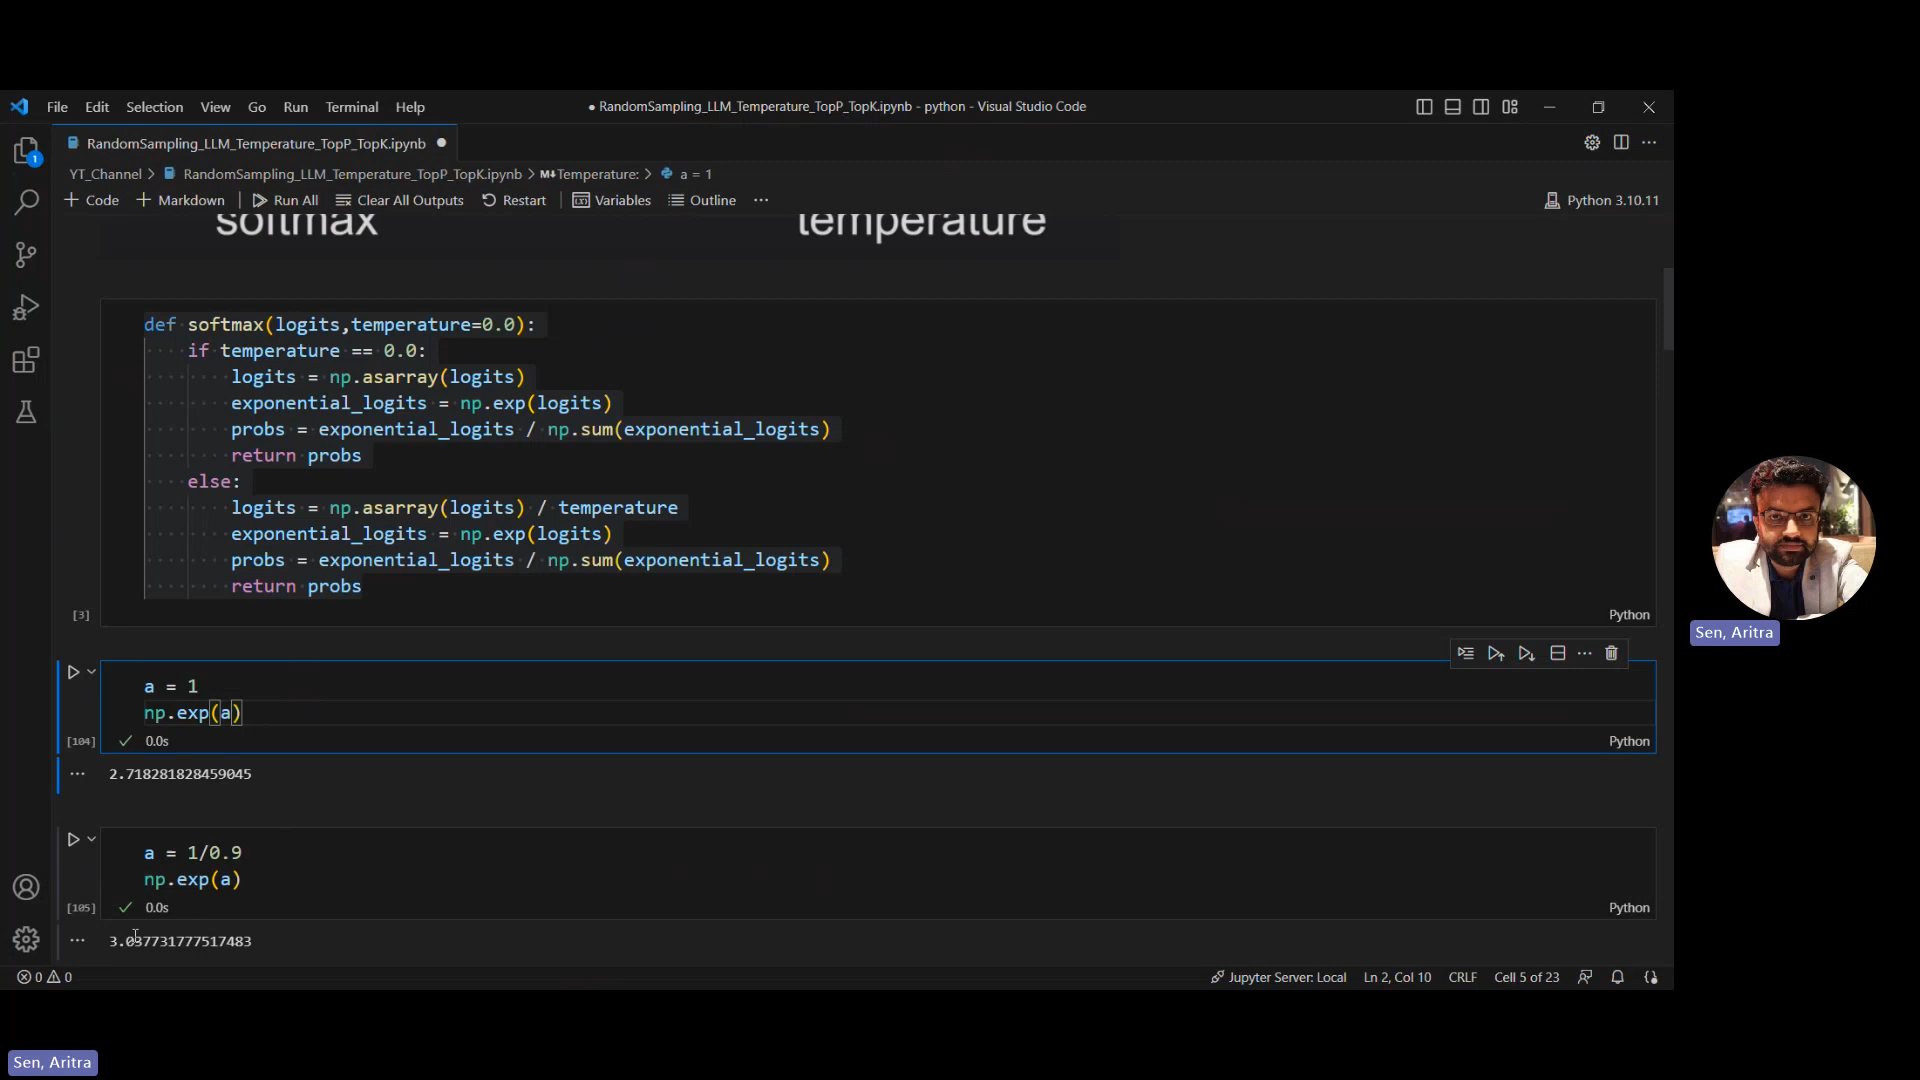 File Edit Selection View Go Run Terminal Help
● RandomSampling_LLM_Temperature_TopP_TopK.ipynb - python - Visual Studio Code
RandomSampling_LLM_Temperature_TopP_TopK.ipynb ●
YT_Channel > RandomSampling_LLM_Temperature_TopP_TopK.ipynb > M↓Temperature: > a = 1
+ Code + Markdown | Run All Clear All Outputs Restart | Variables Outline ...
Python 3.10.11
softmax temperature
def softmax(logits,temperature=0.0):
if temperature == 0.0:
logits = np.asarray(logits)
exponential_logits = np.exp(logits)
probs = exponential_logits / np.sum(exponential_logits)
return probs
else:
logits = np.asarray(logits) / temperature
exponential_logits = np.exp(logits)
probs = exponential_logits / np.sum(exponential_logits)
return probs
[3] Python
a = 1
np.exp(a)
[104] 0.0s Python
2.718281828459045
a = 1/0.9
np.exp(a)
[105] 0.0s Python
3.037731777517483
0 0
Jupyter Server: Local Ln 2, Col 10 CRLF Cell 5 of 23
1
Sen, Aritra
Sen, Aritra